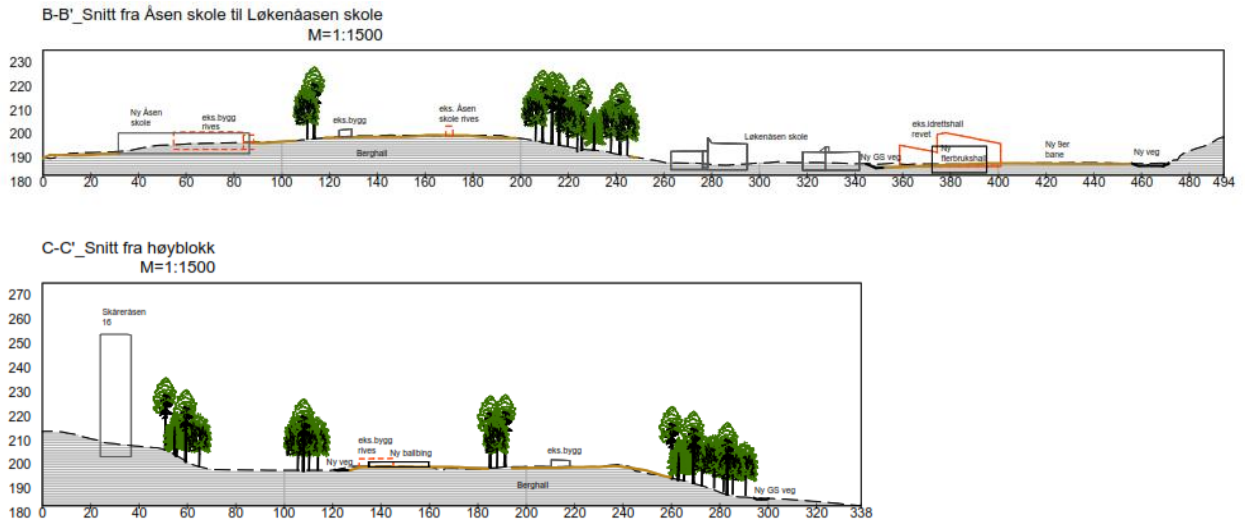 B-B'_Snitt fra Åsen skole til Løkenåasen skole
M=1:1500
230
220
210
200
190
180
Ny Åsen
skole
eks.bygg
rives
eks.bygg
eks. Åsen
skole rives
Berghall
Løkenåsen skole
Ny GS veg
eks.idrettshall
revet
Ny
flerbrukshall
Ny 9er
bane
Ny veg
0 20 40 60 80 100 120 140 160 180 200 220 240 260 280 300 320 340 360 380 400 420 440 460 480 494
C-C'_Snitt fra høyblokk
M=1:1500
270
260
250
240
230
220
210
200
190
180
Skåreråsen
16
Ny veg
eks.bygg
rives
Ny ballbing
eks.bygg
Berghall
Ny GS veg
0 20 40 60 80 100 120 140 160 180 200 220 240 260 280 300 320 338